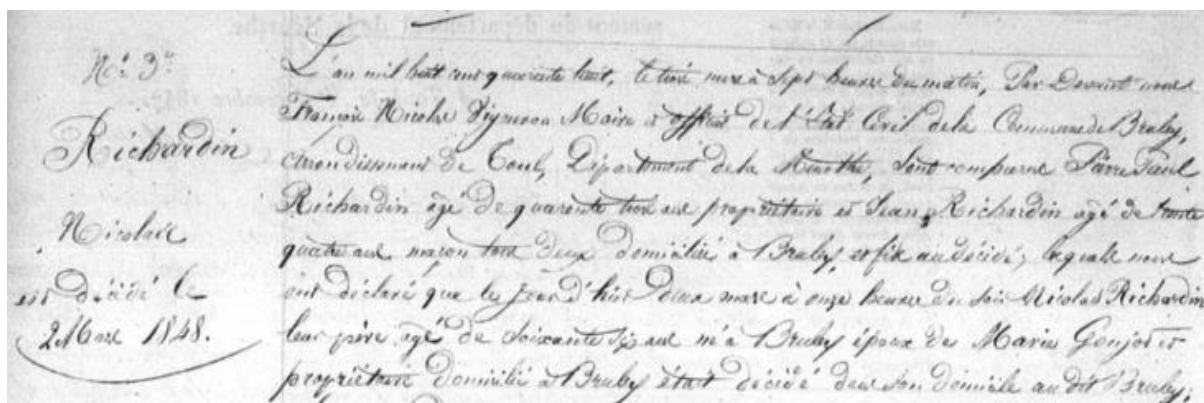 N.º 3.
Richardin
Nicolas
est décédé le
2 Mars 1848.
L'an mil huit cent quarante huit, le trois mars à sept heures du matin, Par Devant nous
François Nicolas Vigneron Maire et officier de l'état Civil de la Commune de Bruley,
arrondissement de Toul, Département de la Meurthe, sont comparus Pierre Paul
Richardin âgé de quarante trois ans propriétaire et Jean Richardin âgé de trente
quatre ans maçon tous deux domiciliés à Bruley, et fils au décédé, lesquels nous
ont déclaré que le jour d'hier deux mars à onze heures du soir Nicolas Richardin
leur père, âgé de soixante six ans né à Bruley époux de Marie Goujot et
propriétaire domicilié à Bruley était décédé dans son domicile au dit Bruley.